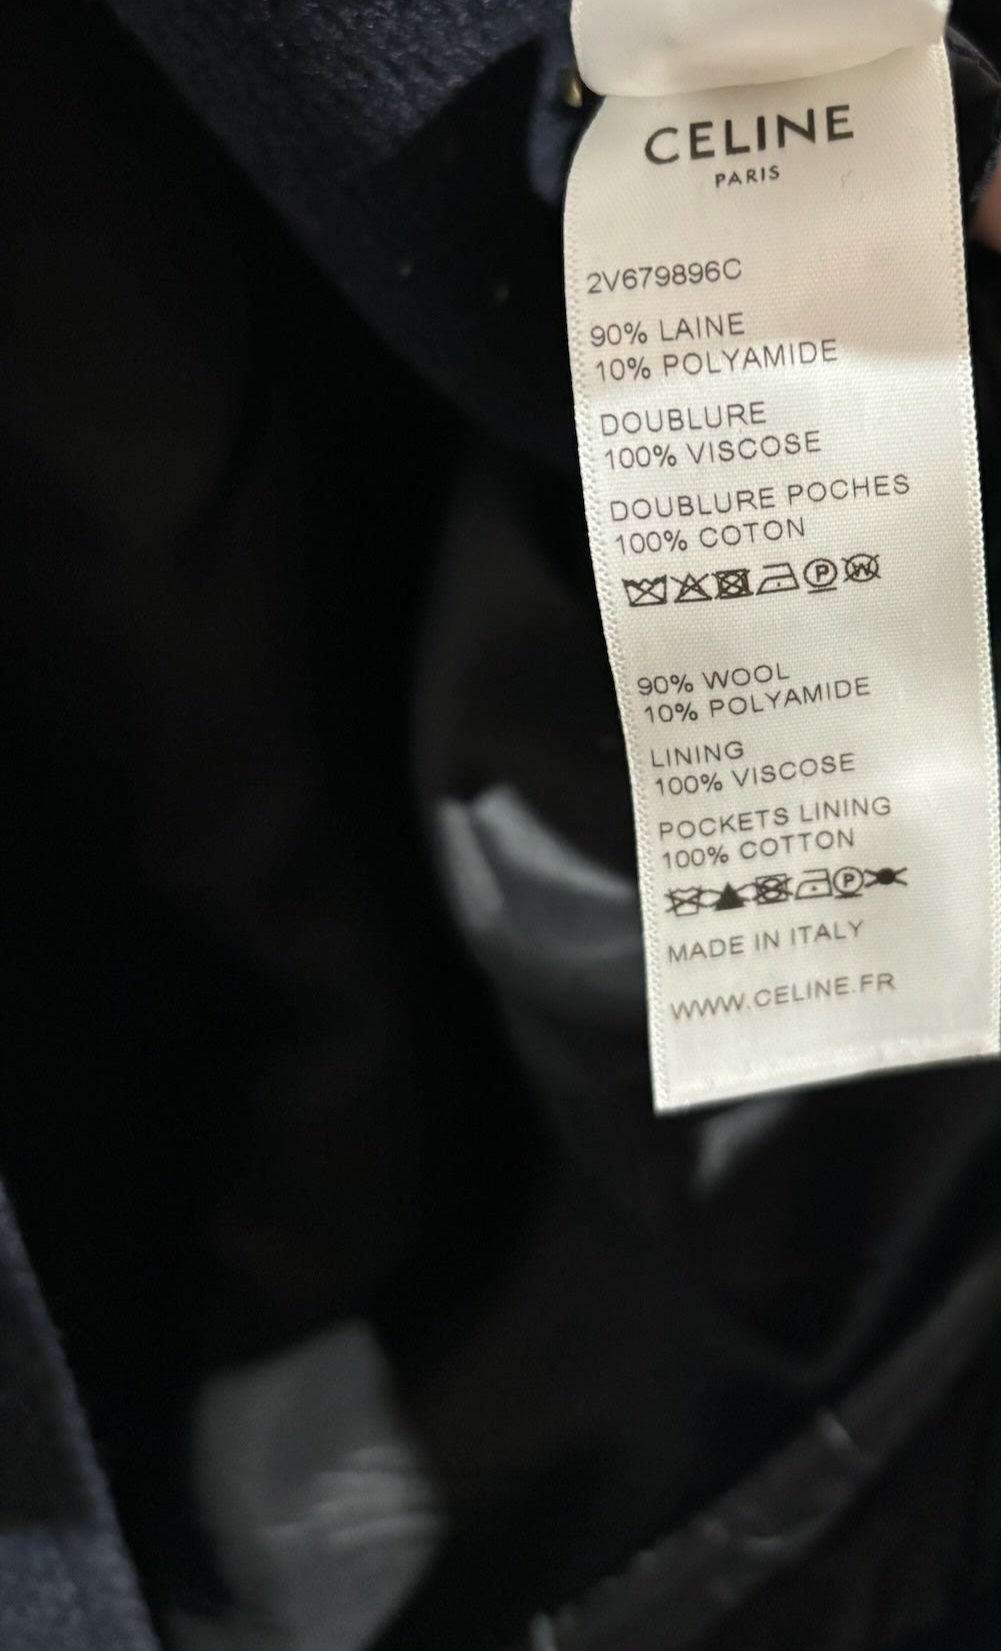 CELINE
PARIS
2V679896C
90% LAINE
10% POLYAMIDE
DOUBLURE
100% VISCOSE
DOUBLURE POCHES
100% COTON
P W
90% WOOL
10% POLYAMIDE
LINING
100% VISCOSE
POCKETS LINING
100% COTTON
P
MADE IN ITALY
WWW.CELINE.FR